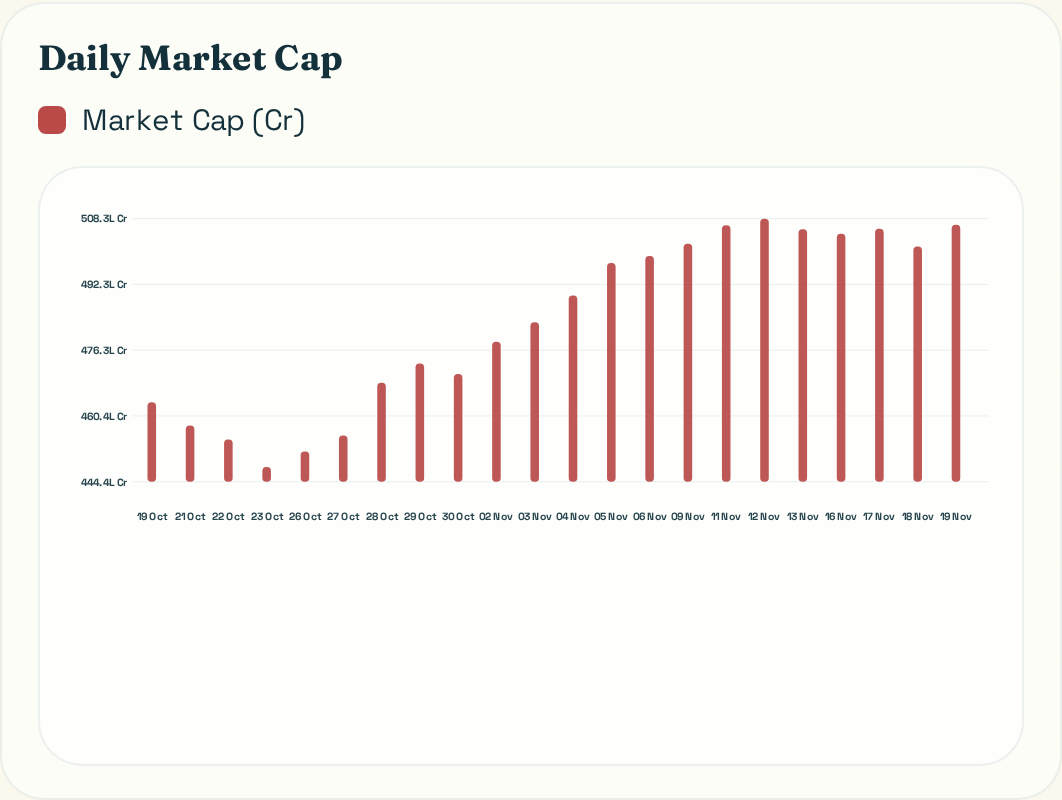 Daily Market Cap
Market Cap (Cr)
508.3L Cr
492.3L Cr
476.3L Cr
460.4L Cr
444.4L Cr
19 Oct 21 Oct 22 Oct 23 Oct 26 Oct 27 Oct 28 Oct 29 Oct 30 Oct 02 Nov 03 Nov 04 Nov 05 Nov 06 Nov 09 Nov 11 Nov 12 Nov 13 Nov 16 Nov 17 Nov 18 Nov 19 Nov